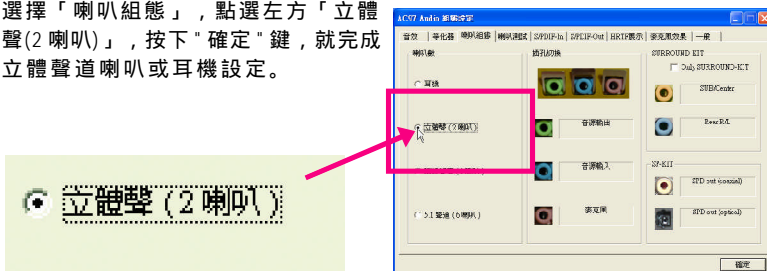 選擇「喇叭組態」，點選左方「立體
聲(2喇叭)」，按下"確定"鍵，就完成
立體聲道喇叭或耳機設定。
立體聲 (2 喇叭)
AC97 Audio 組態設定
音效 | 等化器 | 喇叭組態 | 喇叭測試 | S/PDIF-In | S/PDIF-Out | HRTF展示 | 麥克風效果 | 一般
喇叭數
耳機
立體聲 (2喇叭)
5.1 聲道 (6喇叭)
插孔切換
音源輸出
音源輸入
麥克風
SURROUND KIT
Only SURROUND-KIT
SUB/Center
Rear R/L
SP-KIT
SPD out (coaxial)
SPD out (optical)
確定